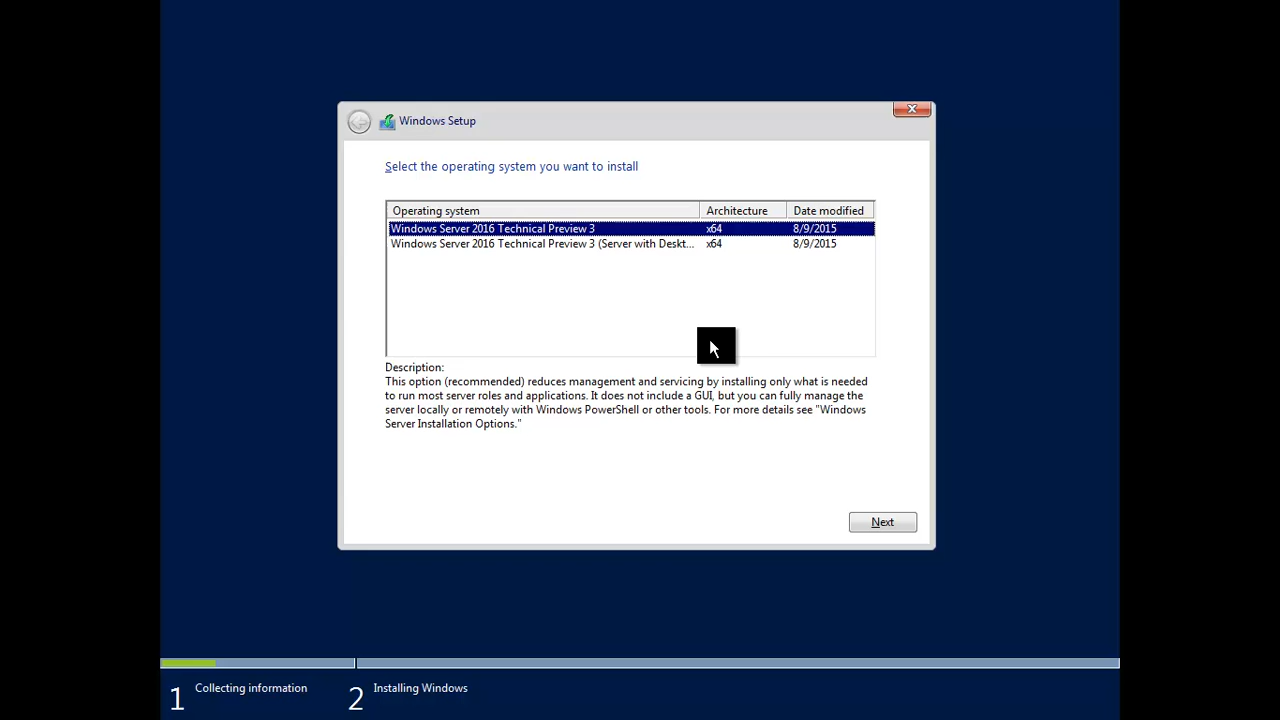 Windows Setup
Select the operating system you want to install
Operating system Architecture Date modified
Windows Server 2016 Technical Preview 3 x64 8/9/2015
Windows Server 2016 Technical Preview 3 (Server with Deskt... x64 8/9/2015
Description:
This option (recommended) reduces management and servicing by installing only what is needed
to run most server roles and applications. It does not include a GUI, but you can fully manage the
server locally or remotely with Windows PowerShell or other tools. For more details see "Windows
Server Installation Options."
Next
1 Collecting information 2 Installing Windows